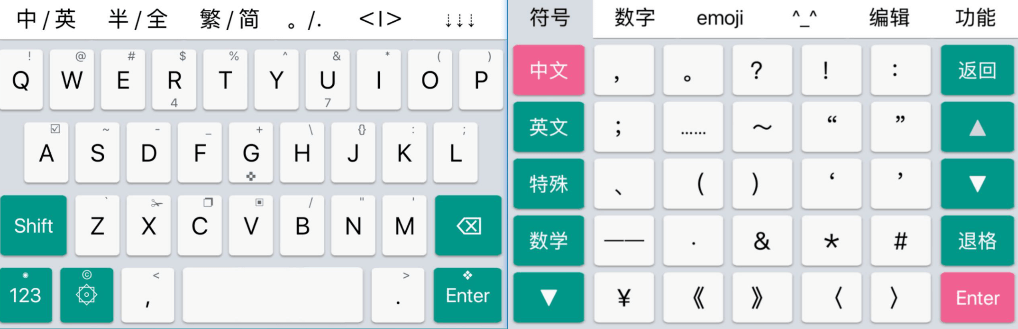 中/英 半/全 繁/简 。/. <I> ↓↓↓
! @ # $ % ^ & * ( )
Q W E R T Y U I O P
4 7
☑ ~ - _ + \ {} : ;
A S D F G H J K L
` / " '
Shift Z X C V B N M
© < >
123 , . Enter
符号 数字 emoji ^_^ 编辑 功能
中文 , 。 ? ! : 返回
英文 ; …… ～ “ ” ▲
特殊 、 ( ) ‘ ’ ▼
数学 —— · & * # 退格
▼ ¥ 《 》 〈 〉 Enter